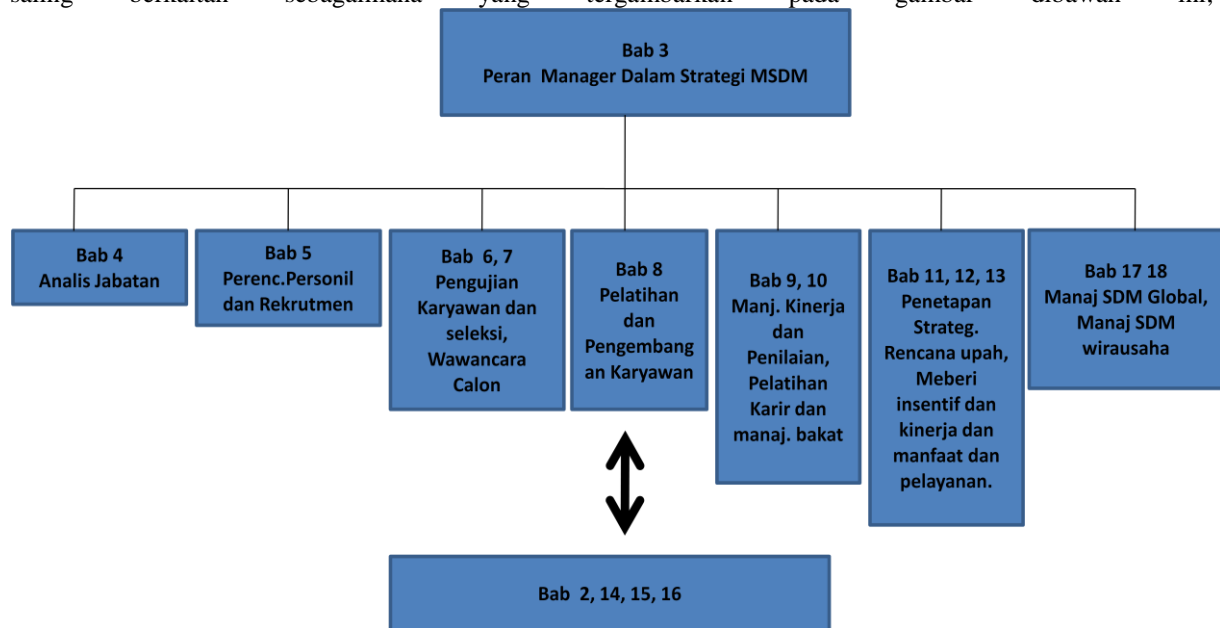 saling berkaitan sebagaimana yang tergambarkan pada gambar dibawah ini;
Bab 3
Peran Manager Dalam Strategi MSDM
Bab 4
Analis Jabatan
Bab 5
Perenc.Personil
dan Rekrutmen
Bab 6, 7
Pengujian
Karyawan dan
seleksi,
Wawancara
Calon
Bab 8
Pelatihan
dan
Pengembang
an Karyawan
Bab 9, 10
Manj. Kinerja
dan
Penilaian,
Pelatihan
Karir dan
manaj. bakat
Bab 11, 12, 13
Penetapan
Strateg.
Rencana upah,
Meberi
insentif dan
kinerja dan
manfaat dan
pelayanan.
Bab 17 18
Manaj SDM Global,
Manaj SDM
wirausaha
Bab 2, 14, 15, 16